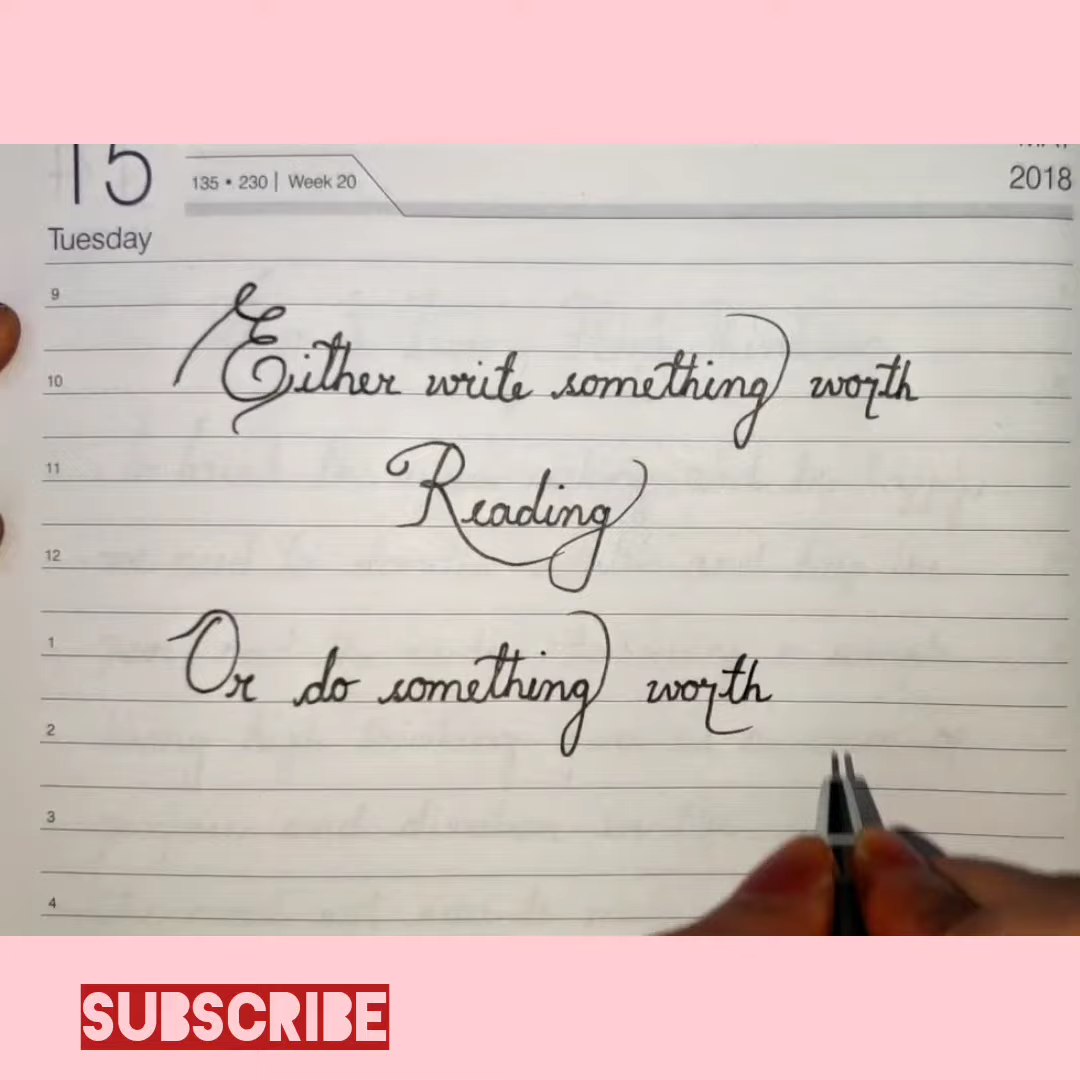 15
135 • 230 | Week 20
2018
Tuesday
9
Either write something worth
10
11
Reading
12
1
Or do something worth
2
3
4
SUBSCRIBE